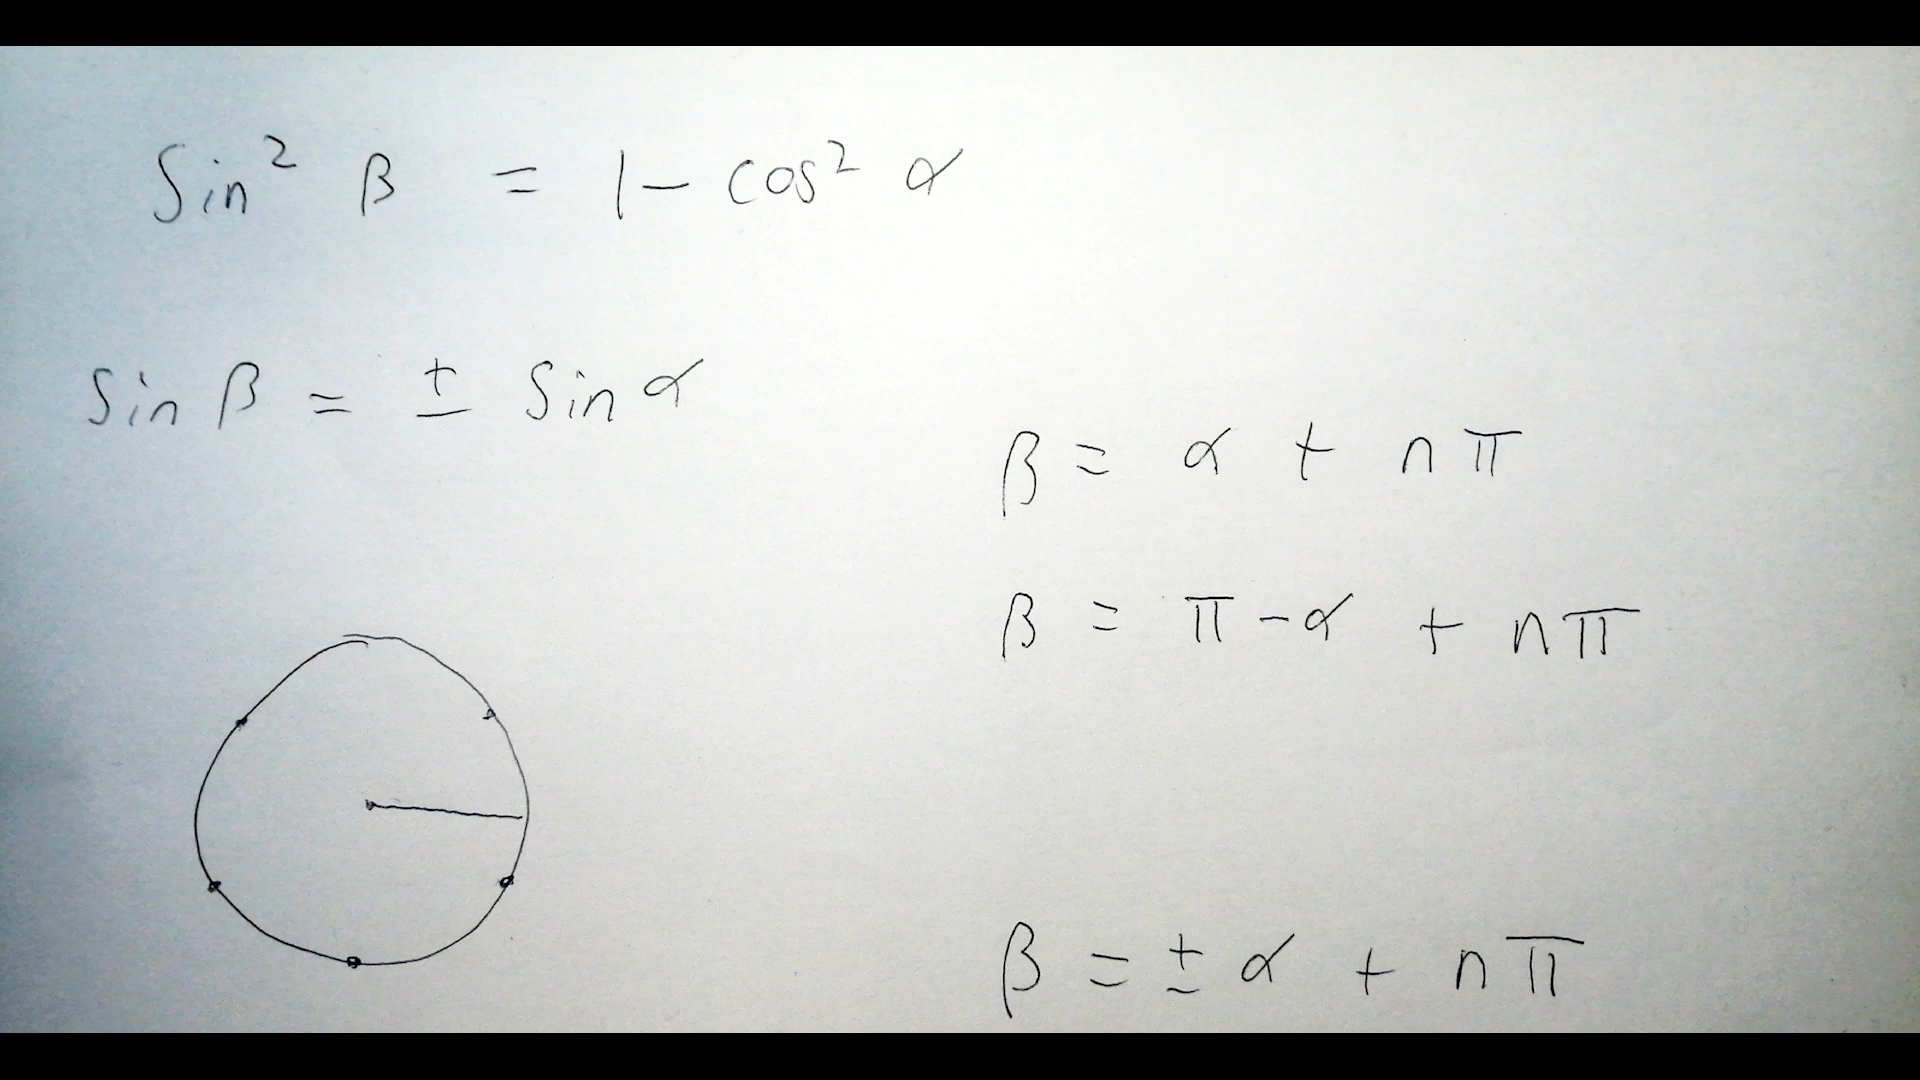 sin² β = 1 - cos² α
sin β = ± sin α
β = α + nπ
β = π - α + nπ
β = ± α + nπ